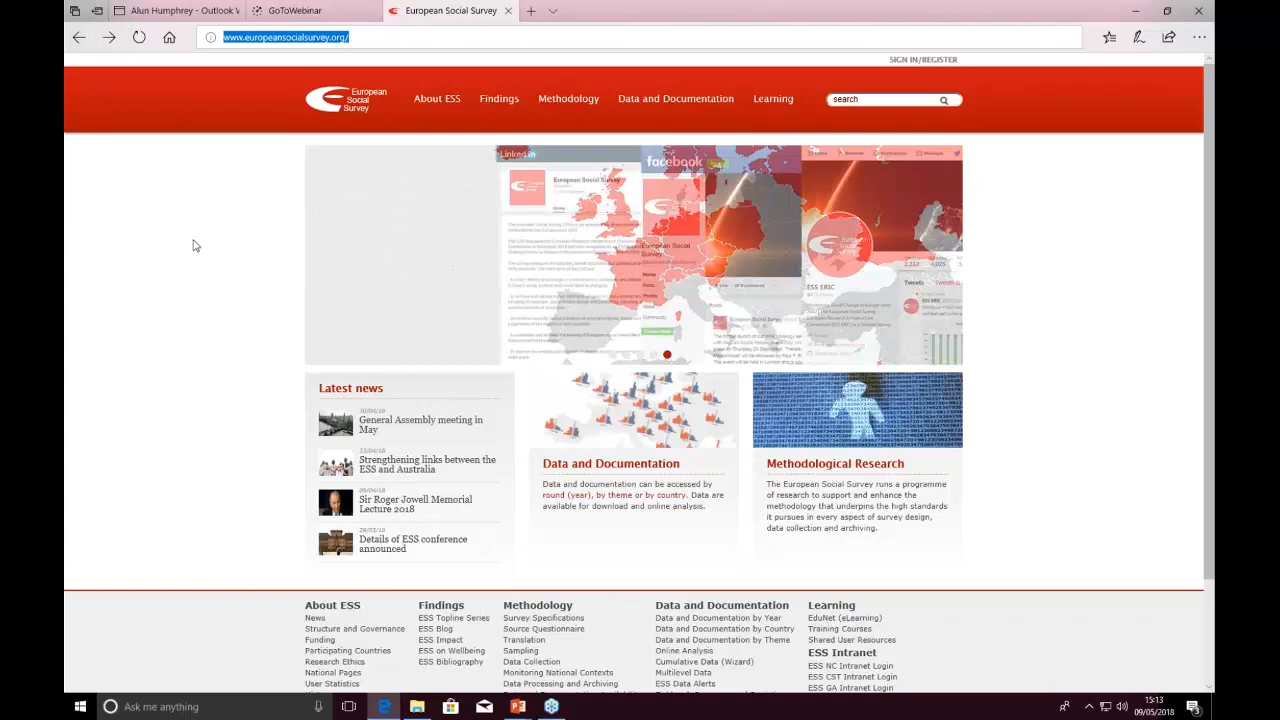 Alun Humphrey - Outlook
GoToWebinar
European Social Survey
www.europeansocialsurvey.org/
SIGN IN/REGISTER
European
Social
Survey
About ESS
Findings
Methodology
Data and Documentation
Learning
search
LinkedIn
facebook
European Social Survey
European Social
Survey
ESS ERIC
Tweets
Latest news
30/04/18
General Assembly meeting in
May
23/04/18
Strengthening links between the
ESS and Australia
09/04/18
Sir Roger Jowell Memorial
Lecture 2018
29/03/18
Details of ESS conference
announced
Data and Documentation
Data and documentation can be accessed by
round (year), by theme or by country. Data are
available for download and online analysis.
Methodological Research
The European Social Survey runs a programme
of research to support and enhance the
methodology that underpins the high standards
it pursues in every aspect of survey design,
data collection and archiving.
About ESS
News
Structure and Governance
Funding
Participating Countries
Research Ethics
National Pages
User Statistics
Findings
ESS Topline Series
ESS Blog
ESS Impact
ESS on Wellbeing
ESS Bibliography
Methodology
Survey Specifications
Source Questionnaire
Translation
Sampling
Data Collection
Monitoring National Contexts
Data Processing and Archiving
Data and Documentation
Data and Documentation by Year
Data and Documentation by Country
Data and Documentation by Theme
Online Analysis
Cumulative Data (Wizard)
Multilevel Data
ESS Data Alerts
Learning
EduNet (eLearning)
Training Courses
Shared User Resources
ESS Intranet
ESS NC Intranet Login
ESS CST Intranet Login
ESS GA Intranet Login
Ask me anything
15:13
09/05/2018